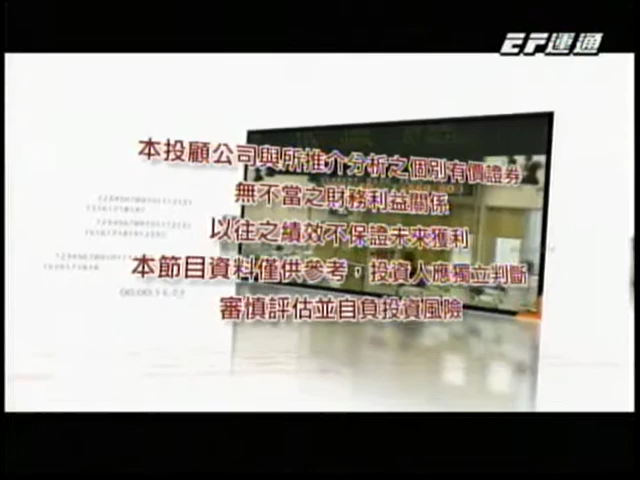 EF運通
本投顧公司與所推介分析之個別有價證券
無不當之財務利益關係
以往之績效不保證未來獲利
本節目資料僅供參考，投資人應獨立判斷
審慎評估並自負投資風險